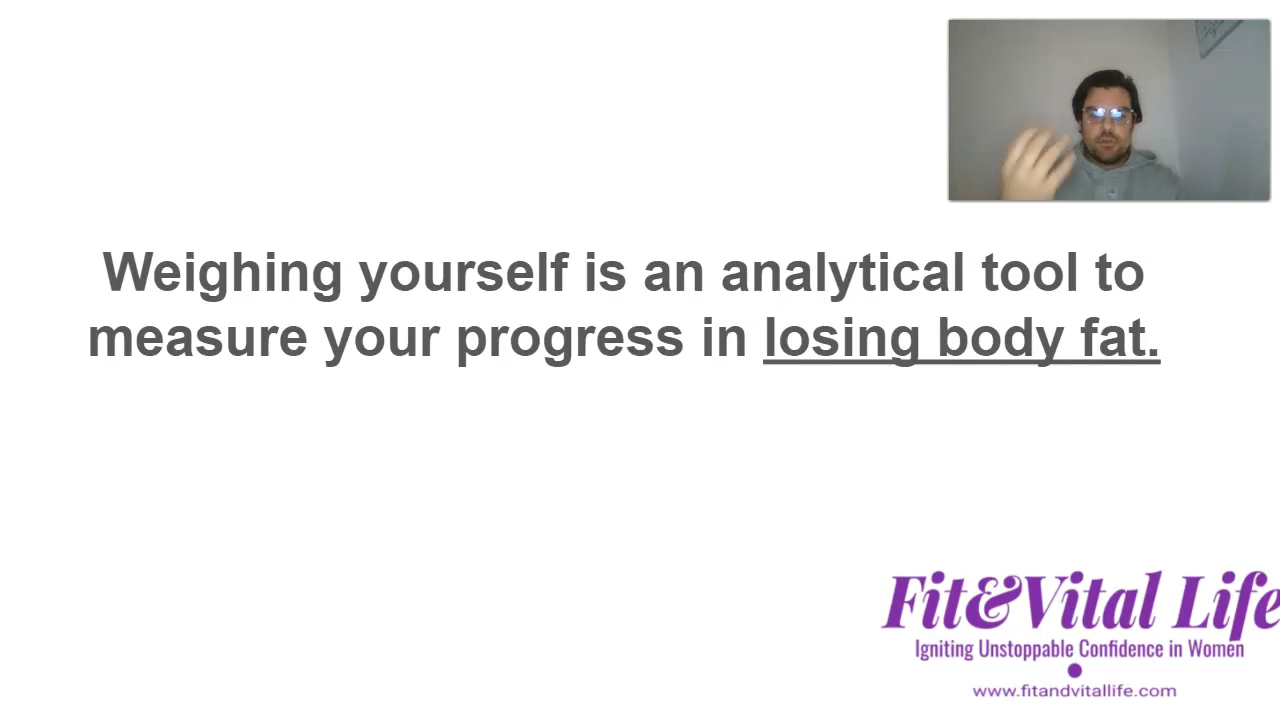 Weighing yourself is an analytical tool to
measure your progress in losing body fat.
Fit&Vital Life
Igniting Unstoppable Confidence in Women
www.fitandvitallife.com